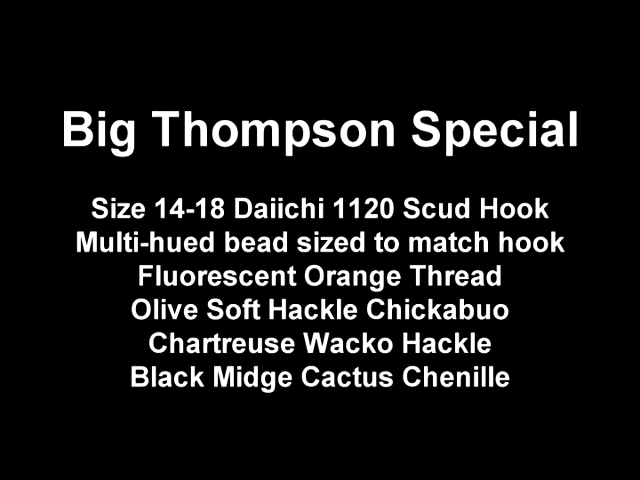 Big Thompson Special
Size 14-18 Daiichi 1120 Scud Hook
Multi-hued bead sized to match hook
Fluorescent Orange Thread
Olive Soft Hackle Chickabuo
Chartreuse Wacko Hackle
Black Midge Cactus Chenille